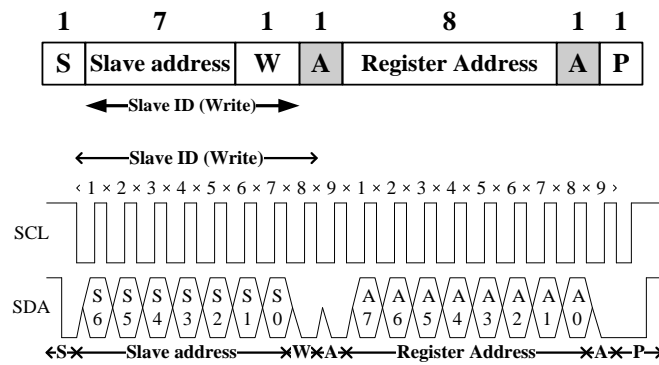 1 7 1 1 8 1 1
S Slave address W A Register Address A P
Slave ID (Write)
Slave ID (Write)
‹ 1 × 2 × 3 × 4 × 5 × 6 × 7 × 8 × 9 × 1 × 2 × 3 × 4 × 5 × 6 × 7 × 8 × 9 ›
SCL
SDA S6 S5 S4 S3 S2 S1 S0 A7 A6 A5 A4 A3 A2 A1 A0
S Slave address W A Register Address A P